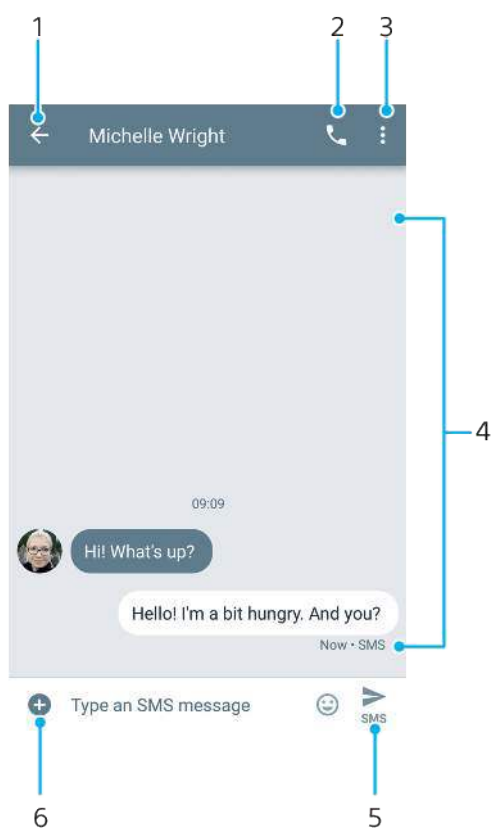 1 2 3
Michelle Wright
4
09:09
Hi! What's up?
Hello! I'm a bit hungry. And you?
Now • SMS
Type an SMS message
SMS
6 5